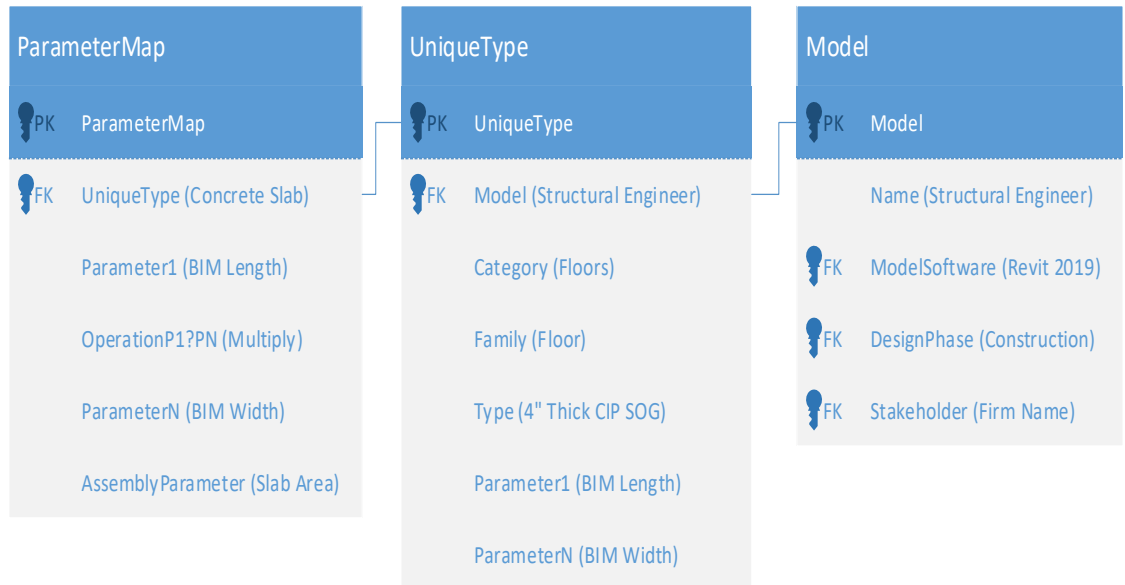 ParameterMap
PK ParameterMap
FK UniqueType (Concrete Slab)
Parameter1 (BIM Length)
OperationP1?PN (Multiply)
ParameterN (BIM Width)
AssemblyParameter (Slab Area)
UniqueType
PK UniqueType
FK Model (Structural Engineer)
Category (Floors)
Family (Floor)
Type (4" Thick CIP SOG)
Parameter1 (BIM Length)
ParameterN (BIM Width)
Model
PK Model
Name (Structural Engineer)
FK ModelSoftware (Revit 2019)
FK DesignPhase (Construction)
FK Stakeholder (Firm Name)